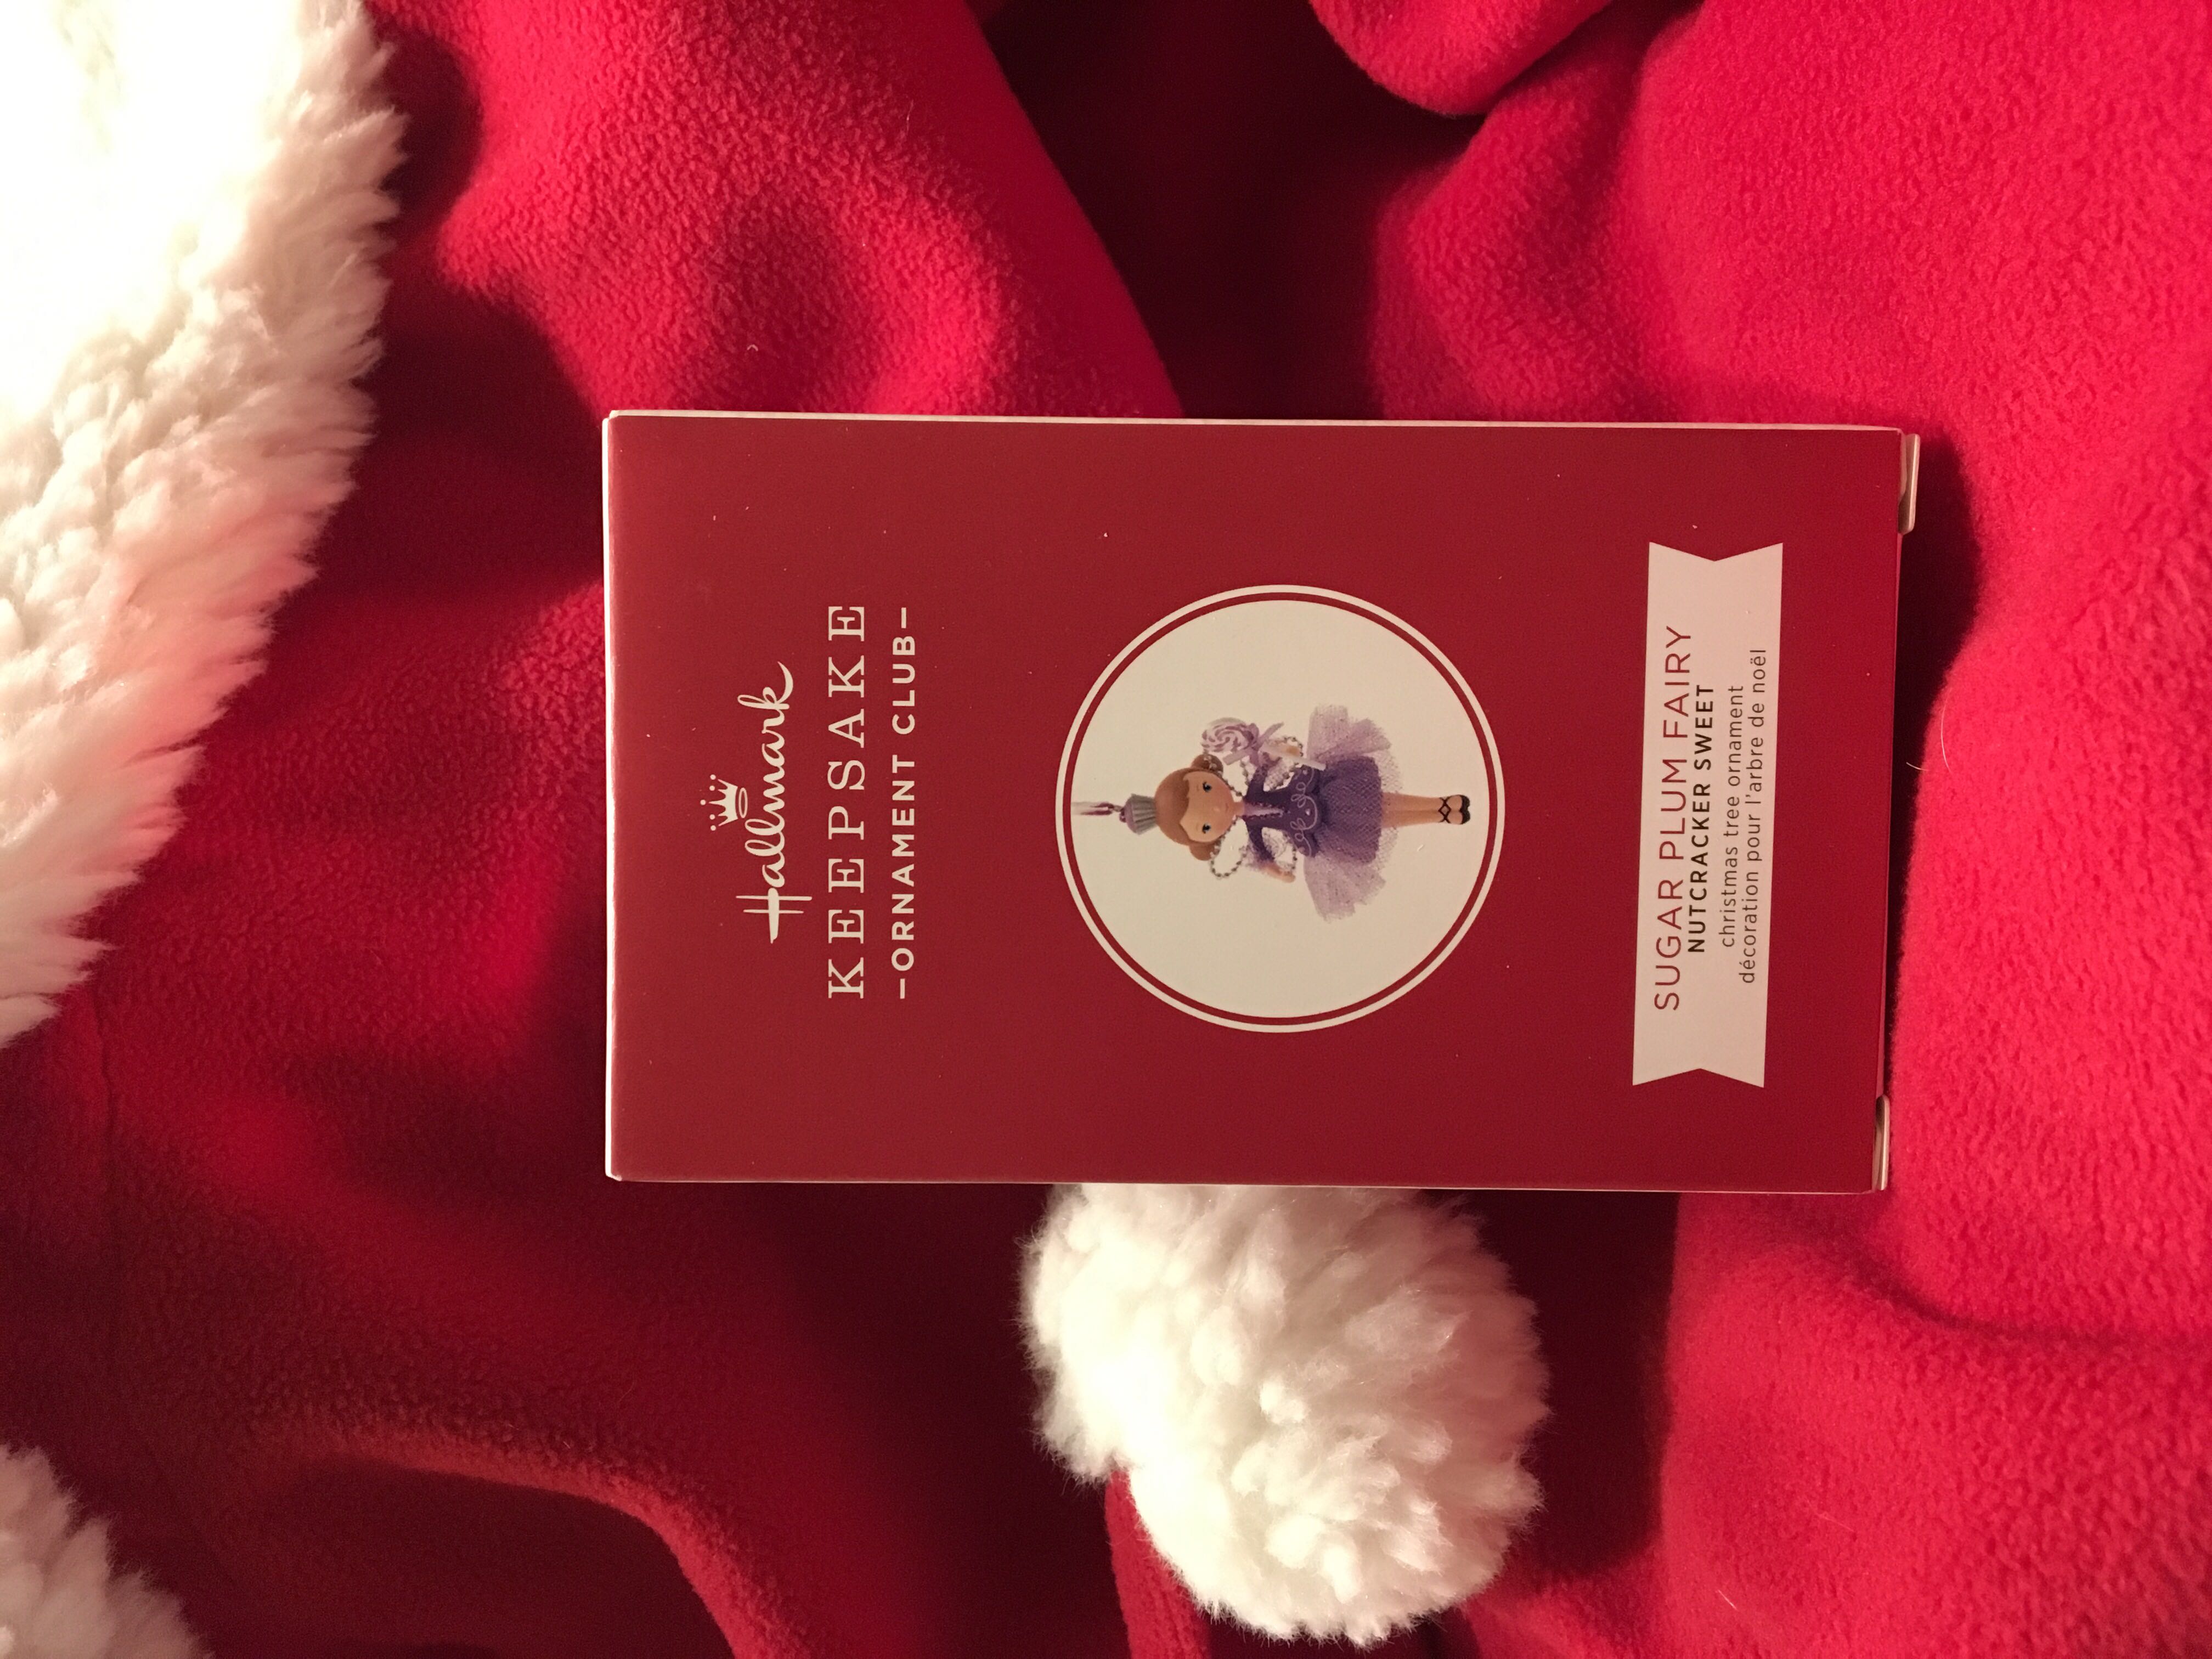 Hallmark
KEEPSAKE
–ORNAMENT CLUB–
SUGAR PLUM FAIRY
NUTCRACKER SWEET
christmas tree ornament
décoration pour l'arbre de noël